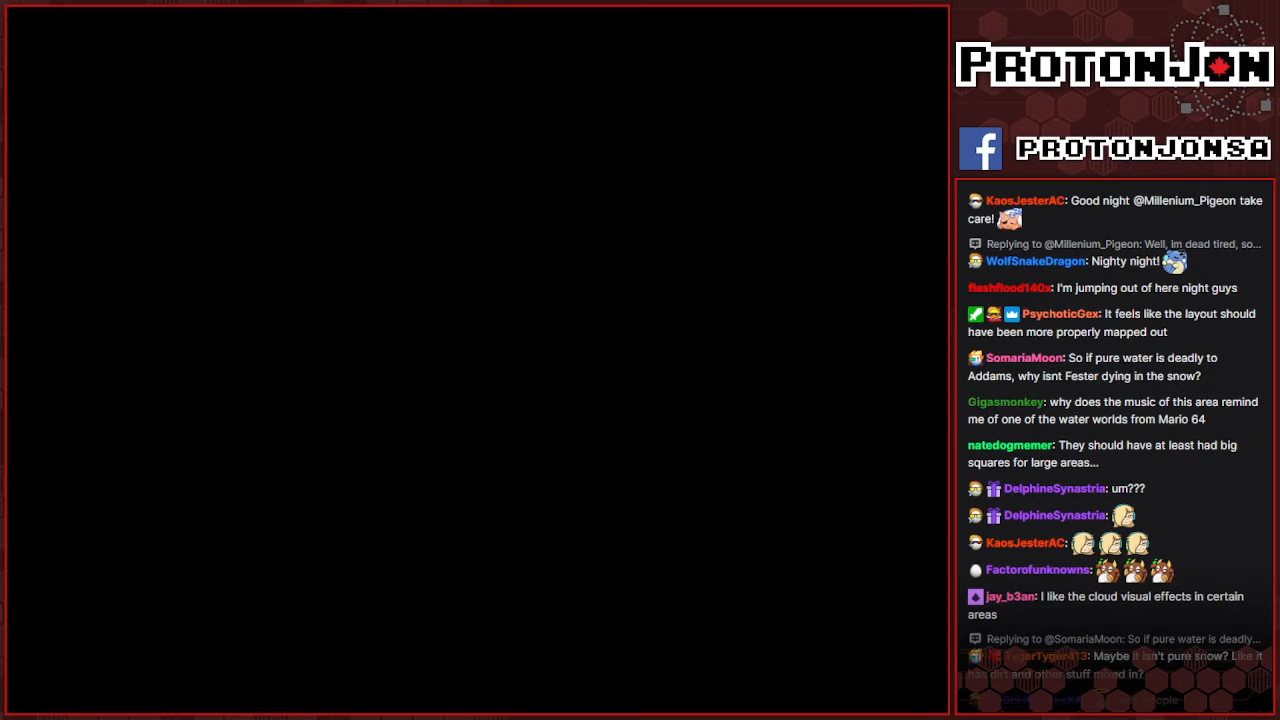 PROTONJON
PROTONJONSA
KaosJesterAC: Good night @Millenium_Pigeon take
care!
Replying to @Millenium_Pigeon: Well, im dead tired, so...
WolfSnakeDragon: Nighty night!
flashflood140x: I'm jumping out of here night guys
PsychoticGex: It feels like the layout should
have been more properly mapped out
SomariaMoon: So if pure water is deadly to
Addams, why isnt Fester dying in the snow?
Gigasmonkey: why does the music of this area remind
me of one of the water worlds from Mario 64
natedogmemer: They should have at least had big
squares for large areas...
DelphineSynastria: um???
DelphineSynastria:
KaosJesterAC:
Factorofunknowns:
jay_b3an: I like the cloud visual effects in certain
areas
Replying to @SomariaMoon: So if pure water is deadly...
TygerTyger413: Maybe it isn't pure snow? Like it
has dirt and other stuff mixed in?
people